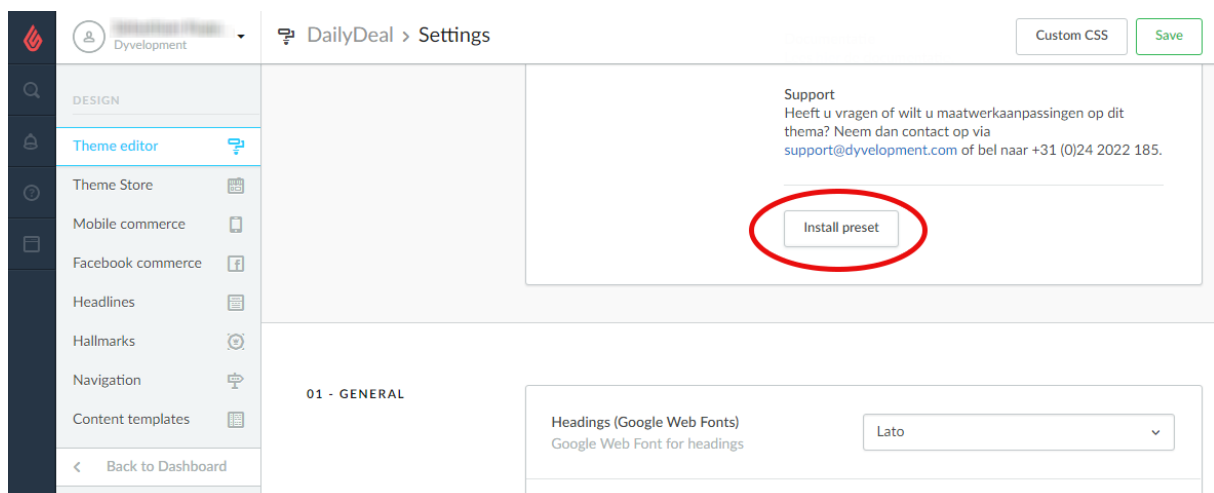 Dyvelopment
DailyDeal > Settings
Custom CSS
Save
DESIGN
Theme editor
Theme Store
Mobile commerce
Facebook commerce
Headlines
Hallmarks
Navigation
Content templates
Back to Dashboard
Support
Heeft u vragen of wilt u maatwerkaanpassingen op dit
thema? Neem dan contact op via
support@dyvelopment.com of bel naar +31 (0)24 2022 185.
Install preset
01 - GENERAL
Headings (Google Web Fonts)
Google Web Font for headings
Lato